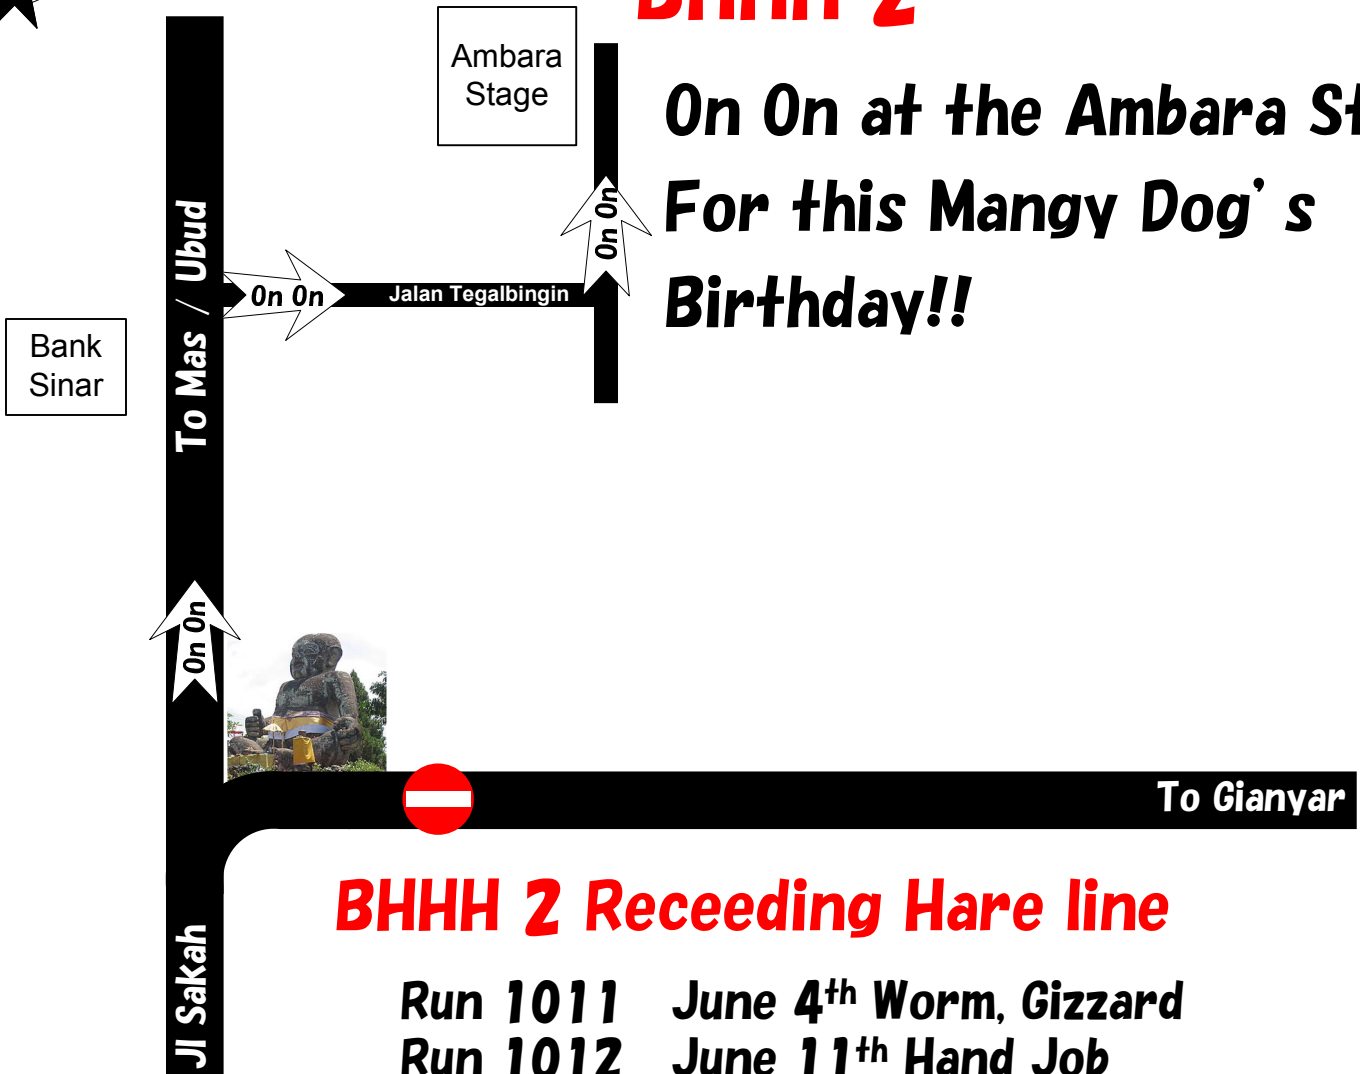 BHHH 2
Ambara
Stage
On On at the Ambara
For this Mangy Dog's
Birthday!!
On On
To Mas / Ubud
On On
Jalan Tegalbingin
Bank
Sinar
On On
To Gianyar
BHHH 2 Receeding Hare line
Jl Sakah
Run 1011 June 4th Worm, Gizzard
Run 1012 June 11th Hand Job